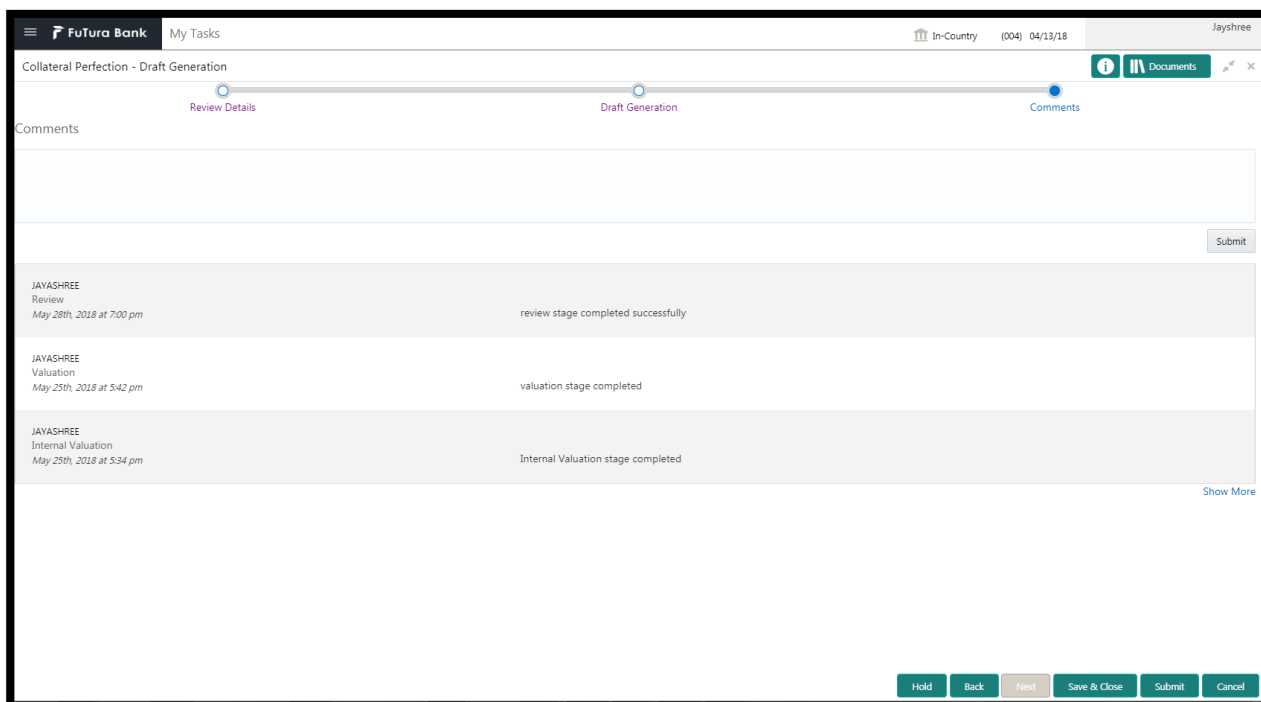 FuTura Bank My Tasks In-Country (004) 04/13/18 Jayshree
Collateral Perfection - Draft Generation i Documents
Review Details Draft Generation Comments
Comments
Submit
JAYASHREE
Review
May 28th, 2018 at 7:00 pm review stage completed successfully
JAYASHREE
Valuation
May 25th, 2018 at 5:42 pm valuation stage completed
JAYASHREE
Internal Valuation
May 25th, 2018 at 5:34 pm Internal Valuation stage completed
Show More
Hold Back Next Save & Close Submit Cancel